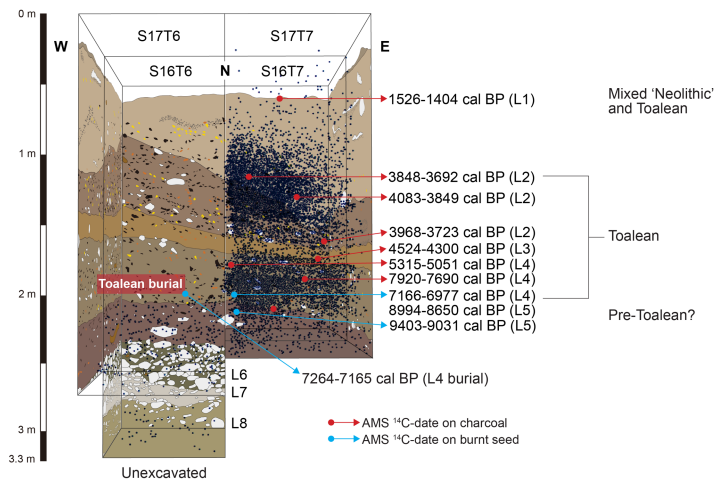 0 m
W
S17T6
S17T7
E
S16T6
N
S16T7
1526-1404 cal BP (L1)
Mixed 'Neolithic'
and Toalean
1 m
3848-3692 cal BP (L2)
4083-3849 cal BP (L2)
3968-3723 cal BP (L2)
Toalean
4524-4300 cal BP (L3)
5315-5051 cal BP (L4)
7920-7690 cal BP (L4)
Toalean burial
2 m
7166-6977 cal BP (L4)
8994-8650 cal BP (L5)
Pre-Toalean?
9403-9031 cal BP (L5)
L6
7264-7165 cal BP (L4 burial)
L7
L8
AMS ¹⁴C-date on charcoal
3 m
AMS ¹⁴C-date on burnt seed
3.3 m
Unexcavated